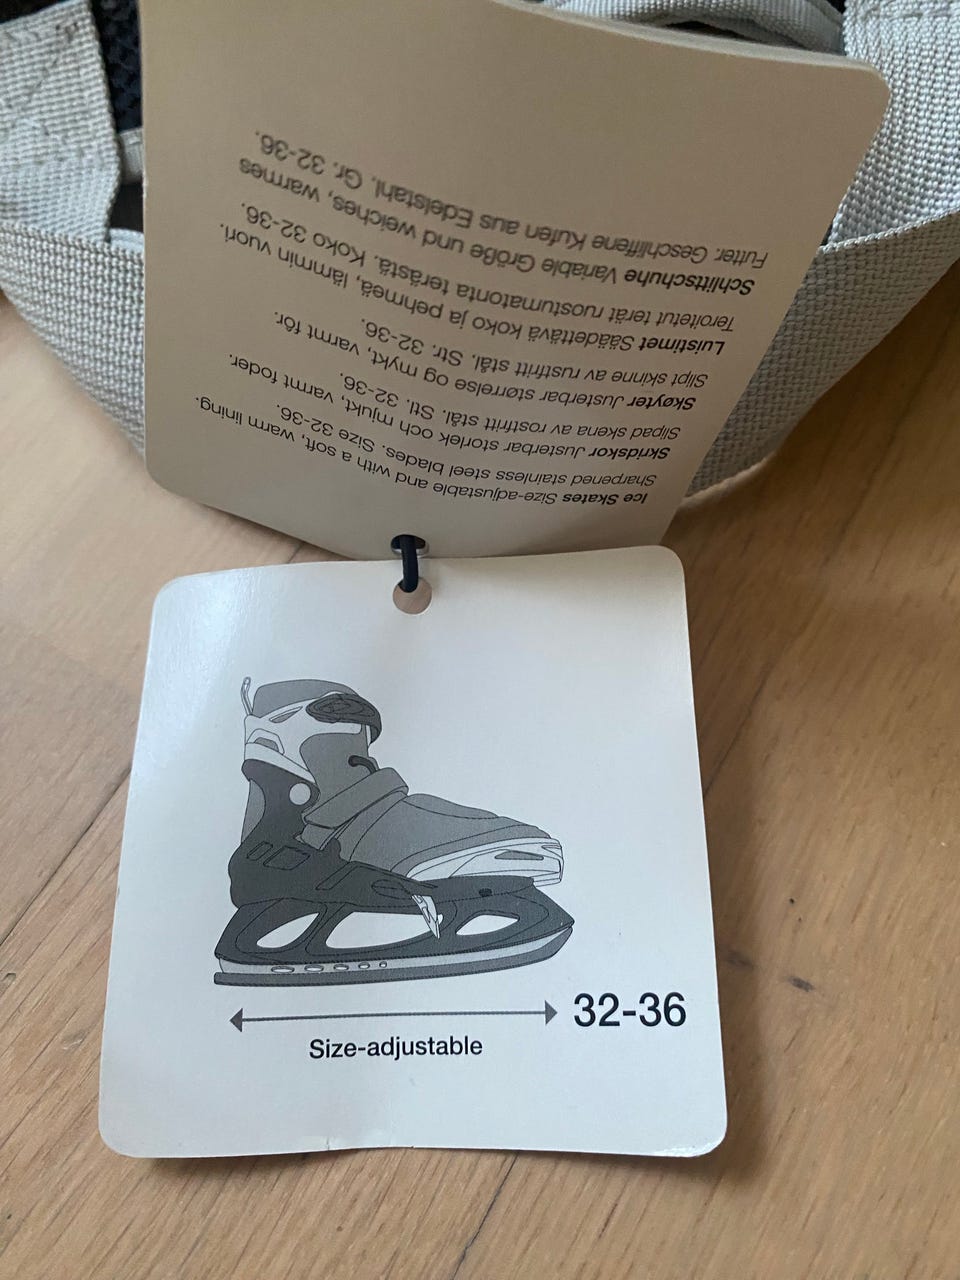 Ice Skates Size-adjustable and with a soft, warm lining.
Sharpened stainless steel blades. Size 32-36.
Skridskor Justerbar storlek och mjukt, varmt foder.
Slipad skena av rostfritt stål. Stl. 32-36.
Skøyter Justerbar størrelse og mykt, varmt fôr.
Slipt skinne av rustfritt stål. Str. 32-36.
Luistimet Säädettävä koko ja pehmeä, lämmin vuori.
Teroitetut terät ruostumatonta terästä. Koko 32-36.
Schlittschuhe Variable Größe und weiches, warmes
Futter. Geschliffene Kufen aus Edelstahl. Gr. 32-36.
32-36
Size-adjustable